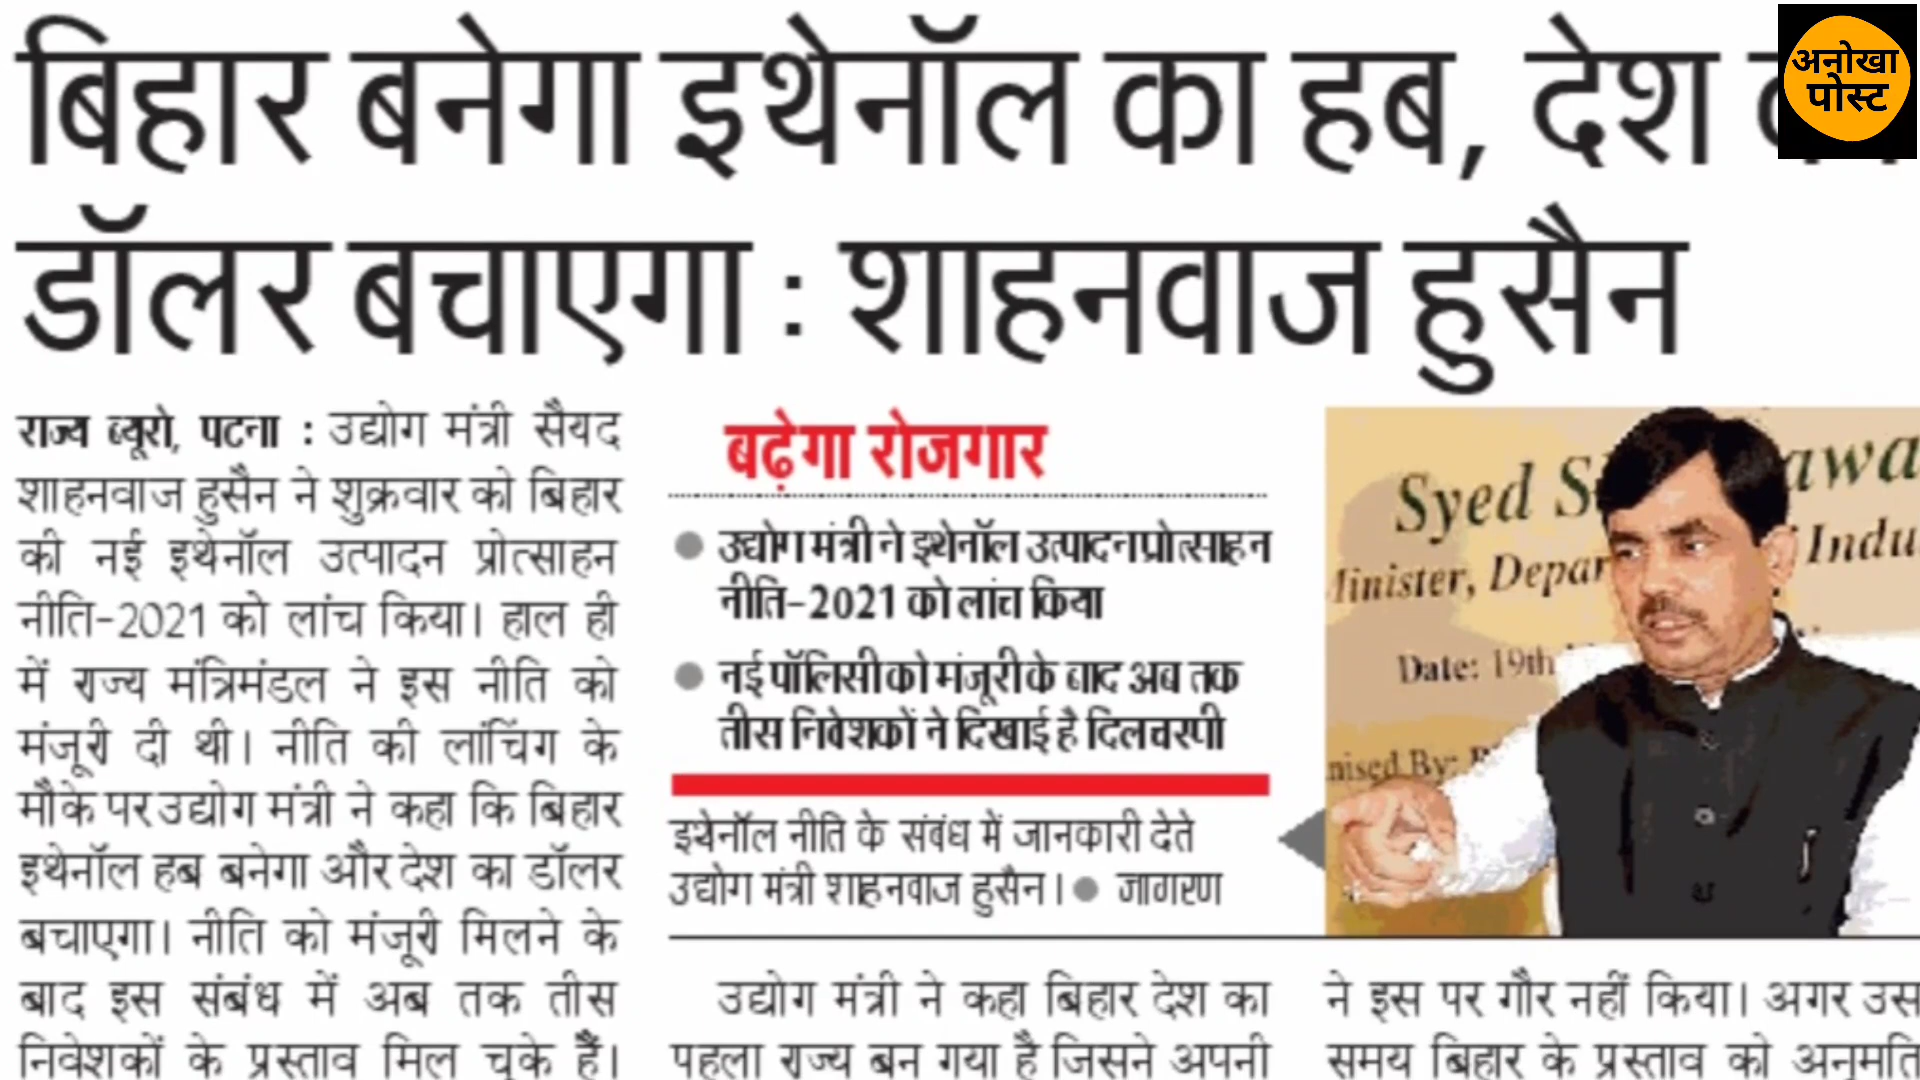 बिहार बनेगा इथेनॉल का हब, देश
डॉलर बचाएगा : शाहनवाज हुसैन
अनोखा
पोस्ट
राज्य ब्यूरो, पटना : उद्योग मंत्री सैयद
शाहनवाज हुसैन ने शुक्रवार को बिहार
की नई इथेनॉल उत्पादन प्रोत्साहन
नीति-2021 को लांच किया। हाल ही
में राज्य मंत्रिमंडल ने इस नीति को
मंजूरी दी थी। नीति की लांचिंग के
मौके पर उद्योग मंत्री ने कहा कि बिहार
इथेनॉल हब बनेगा और देश का डॉलर
बचाएगा। नीति को मंजूरी मिलने के
बाद इस संबंध में अब तक तीस
निवेशकों के प्रस्ताव मिल चुके हैं।
बढ़ेगा रोजगार
उद्योग मंत्री ने इथेनॉल उत्पादन प्रोत्साहन
नीति-2021 को लांच किया
नई पॉलिसी को मंजूरी के बाद अब तक
तीस निवेशकों ने दिखाई है दिलचस्पी
इथेनॉल नीति के संबंध में जानकारी देते
उद्योग मंत्री शाहनवाज हुसैन। ● जागरण
Syed
Indu
Date: 19th
By:
उद्योग मंत्री ने कहा बिहार देश का
पहला राज्य बन गया है जिसने अपनी
ने इस पर गौर नहीं किया। अगर उस
समय बिहार के प्रस्ताव को अनुमति